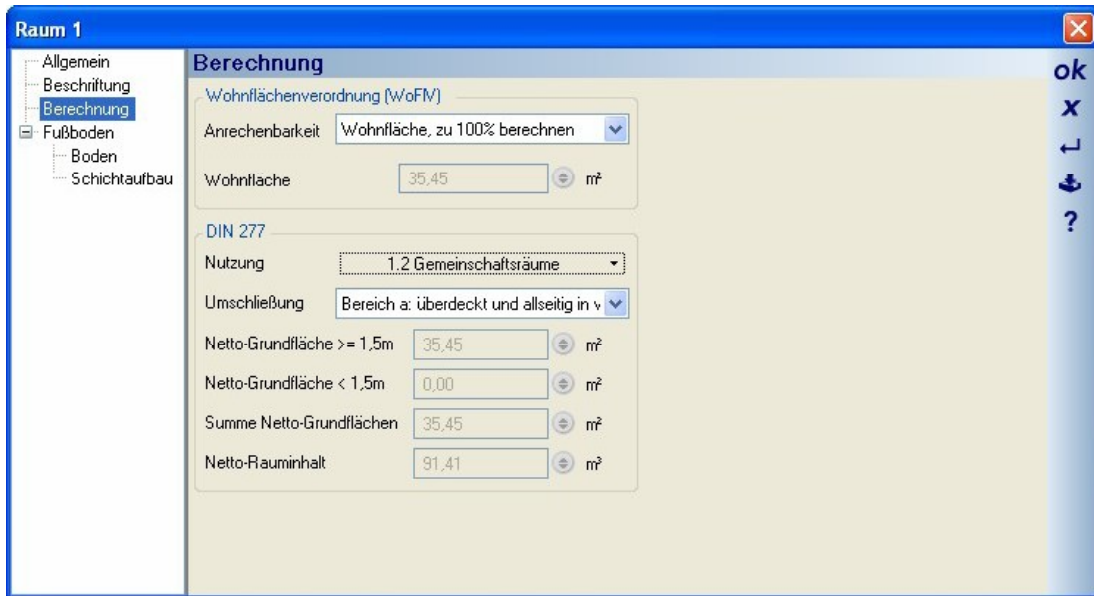 Raum 1
Allgemein
Beschriftung
Berechnung
Fußboden
Boden
Schichtaufbau
Berechnung
ok
x
?
Wohnflächenverordnung (WoFlV)
Anrechenbarkeit Wohnfläche, zu 100% berechnen
Wohnfläche 35,45 m²
DIN 277
Nutzung 1.2 Gemeinschaftsräume
Umschließung Bereich a: überdeckt und allseitig in v
Netto-Grundfläche >= 1,5m 35,45 m²
Netto-Grundfläche < 1,5m 0,00 m²
Summe Netto-Grundflächen 35,45 m²
Netto-Rauminhalt 91,41 m³